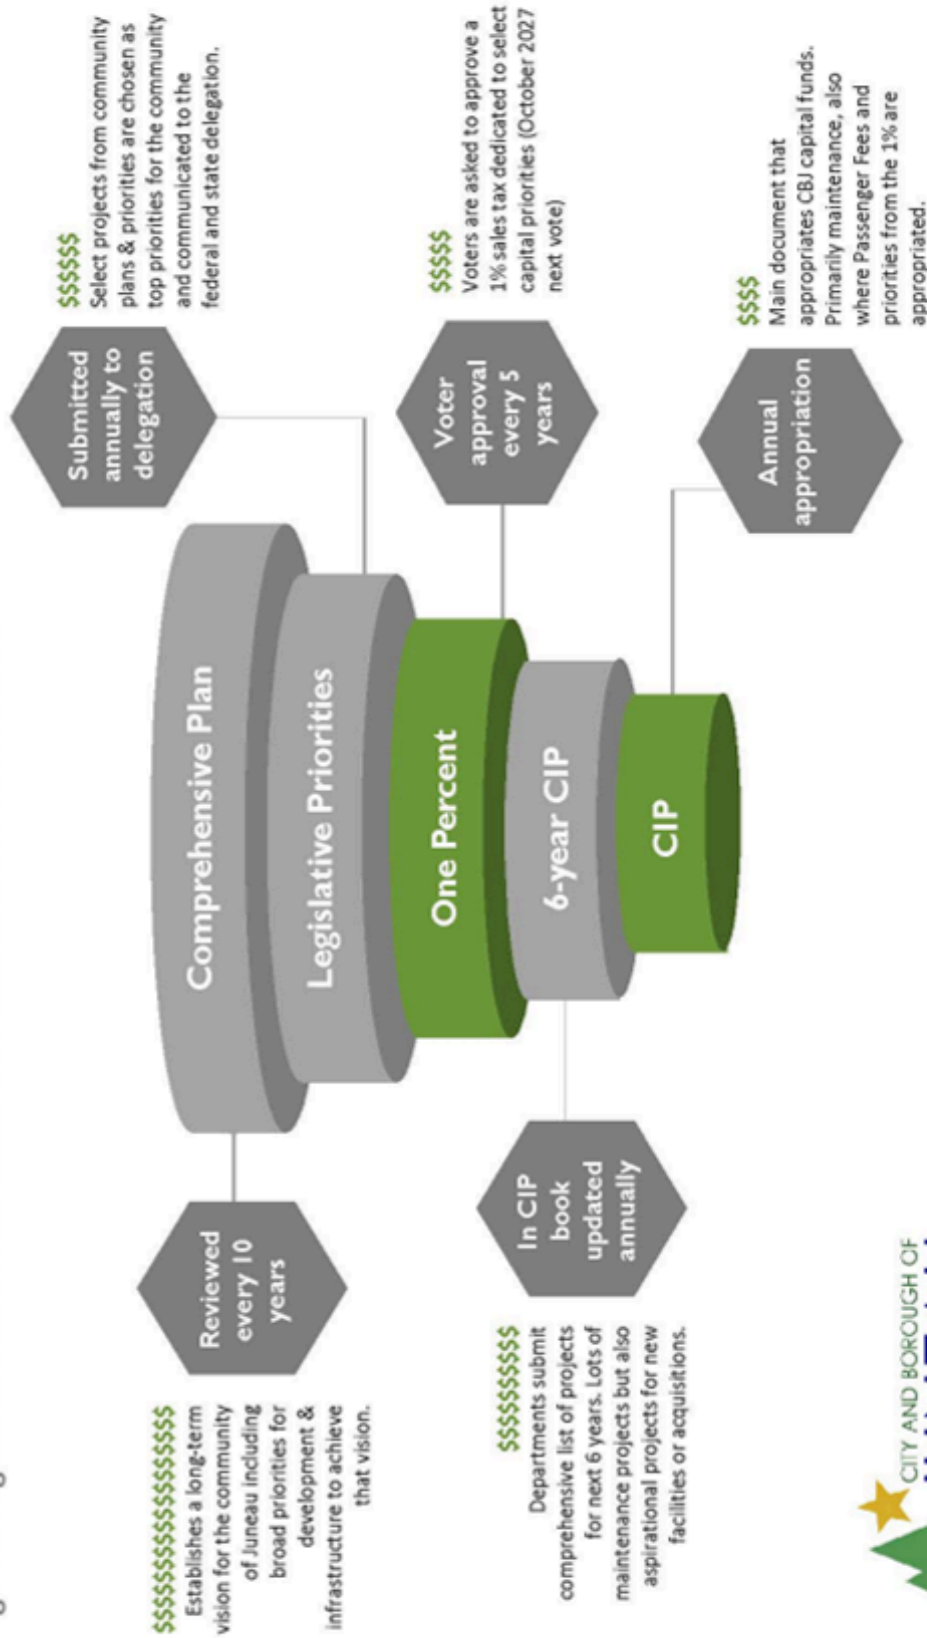 Comprehensive Plan
Legislative Priorities
One Percent
6-year CIP
CIP
Reviewed
every 10
years
$$$$$$$$$$$$$$$$$$$
Establishes a long-term
vision for the community
of Juneau including
broad priorities for
development &
infrastructure to achieve
that vision.
Submitted
annually to
delegation
$$$$$$
Select projects from community
plans & priorities are chosen as
top priorities for the community
and communicated to the
federal and state delegation.
Voter
approval
every 5
years
$$$$$
Voters are asked to approve a
1% sales tax dedicated to select
capital priorities (October 2027
next vote)
In CIP
book
updated
annually
$$$$$$$$$$
Departments submit
comprehensive list of projects
for next 6 years. Lots of
maintenance projects but also
aspirational projects for new
facilities or acquisitions.
Annual
appropriation
$$$$
Main document that
appropriates CBJ capital funds.
Primarily maintenance, also
where Passenger Fees and
priorities from the 1% are
appropriated.
CITY AND BOROUGH OF